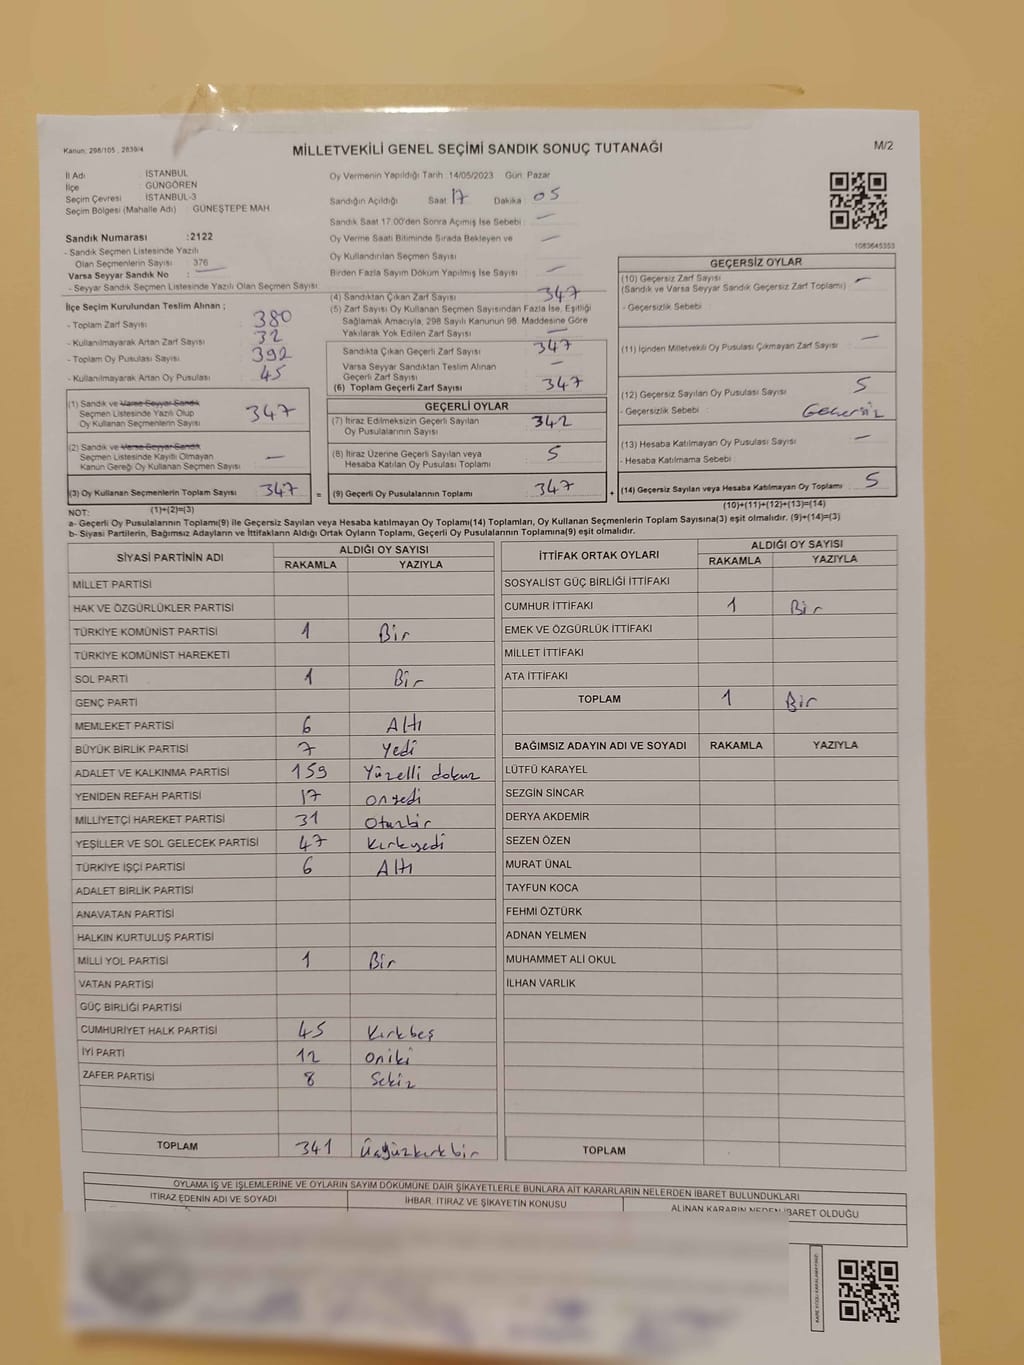 Kanun: 298/105 , 2839/4
MİLLETVEKİLİ GENEL SEÇİMİ SANDIK SONUÇ TUTANAĞI
M/2
İl Adı : İSTANBUL
İlçe : GÜNGÖREN
Seçim Çevresi : İSTANBUL-3
Seçim Bölgesi (Mahalle Adı) : GÜNEŞTEPE MAH
Sandık Numarası :2122
- Sandık Seçmen Listesinde Yazılı
Olan Seçmenlerin Sayısı : 376
Varsa Seyyar Sandık No :
- Seyyar Sandık Seçmen Listesinde Yazılı Olan Seçmen Sayısı:
Oy Vermenin Yapıldığı Tarih :14/05/2023 Gün: Pazar
Sandığın Açıldığı Saat: 17 Dakika: 05
Sandık Saat 17.00'den Sonra Açımış İse Sebebi : —
Oy Verme Saati Bitiminde Sırada Bekleyen ve —
Oy Kullandırılan Seçmen Sayısı
Birden Fazla Sayım Döküm Yapılmış İse Sayısı : —
1083645353
İlçe Seçim Kurulundan Teslim Alınan ;
- Toplam Zarf Sayısı : 380
- Kullanılmayarak Artan Zarf Sayısı : 32
- Toplam Oy Pusulası Sayısı : 392
- Kullanılmayarak Artan Oy Pusulası : 45
(1) Sandık ve Varsa Seyyar Sandık
Seçmen Listesinde Yazılı Olup
Oy Kullanan Seçmenlerin Sayısı : 347
(2) Sandık ve Varsa Seyyar Sandık
Seçmen Listesinde Kayıtlı Olmayan
Kanun Gereği Oy Kullanan Seçmen Sayısı : —
(3) Oy Kullanan Seçmenlerin Toplam Sayısı : 347 =
(4) Sandıktan Çıkan Zarf Sayısı : 347
(5) Zarf Sayısı Oy Kullanan Seçmen Sayısından Fazla İse, Eşitliği
Sağlamak Amacıyla, 298 Sayılı Kanunun 98. Maddesine Göre
Yakılarak Yok Edilen Zarf Sayısı : —
Sandıkta Çıkan Geçerli Zarf Sayısı : 347
Varsa Seyyar Sandıktan Teslim Alınan
Geçerli Zarf Sayısı : —
(6) Toplam Geçerli Zarf Sayısı : 347
GEÇERLİ OYLAR
(7) İtiraz Edilmeksizin Geçerli Sayılan
Oy Pusulalarının Sayısı : 342
(8) İtiraz Üzerine Geçerli Sayılan veya
Hesaba Katılan Oy Pusulası Toplamı : 5
(9) Geçerli Oy Pusulalarının Toplamı : 347 +
GEÇERSİZ OYLAR
(10) Geçersiz Zarf Sayısı
(Sandık ve Varsa Seyyar Sandık Geçersiz Zarf Toplamı) : —
- Geçersizlik Sebebi :
(11) İçinden Milletvekili Oy Pusulası Çıkmayan Zarf Sayısı : —
(12) Geçersiz Sayılan Oy Pusulası Sayısı : 5
- Geçersizlik Sebebi : Geçersiz
(13) Hesaba Katılmayan Oy Pusulası Sayısı : —
- Hesaba Katılmama Sebebi :
(14) Geçersiz Sayılan veya Hesaba Katılmayan Oy Toplamı : 5
NOT: (1)+(2)=(3) (10)+(11)+(12)+(13)=(14)
a- Geçerli Oy Pusulalarının Toplamı(9) ile Geçersiz Sayılan veya Hesaba katılmayan Oy Toplamı(14) Toplamları, Oy Kullanan Seçmenlerin Toplam Sayısına(3) eşit olmalıdır. (9)+(14)=(3)
b- Siyasi Partilerin, Bağımsız Adayların ve İttifakların Aldığı Ortak Oyların Toplamı, Geçerli Oy Pusulalarının Toplamına(9) eşit olmalıdır.
SİYASİ PARTİNİN ADI ALDIĞI OY SAYISI
RAKAMLA YAZIYLA
MİLLET PARTİSİ
HAK VE ÖZGÜRLÜKLER PARTİSİ
TÜRKİYE KOMÜNİST PARTİSİ 1 Bir
TÜRKİYE KOMÜNİST HAREKETİ
SOL PARTİ 1 Bir
GENÇ PARTİ
MEMLEKET PARTİSİ 6 Altı
BÜYÜK BİRLİK PARTİSİ 7 Yedi
ADALET VE KALKINMA PARTİSİ 159 Yüzelli dokuz
YENİDEN REFAH PARTİSİ 17 onyedi
MİLLİYETÇİ HAREKET PARTİSİ 31 Otuzbir
YEŞİLLER VE SOL GELECEK PARTİSİ 47 Kırkyedi
TÜRKİYE İŞÇİ PARTİSİ 6 Altı
ADALET BİRLİK PARTİSİ
ANAVATAN PARTİSİ
HALKIN KURTULUŞ PARTİSİ
MİLLİ YOL PARTİSİ 1 Bir
VATAN PARTİSİ
GÜÇ BİRLİĞİ PARTİSİ
CUMHURİYET HALK PARTİSİ 45 Kırkbeş
İYİ PARTİ 12 oniki
ZAFER PARTİSİ 8 Sekiz
TOPLAM 341 Üçyüzkırkbir
İTTİFAK ORTAK OYLARI ALDIĞI OY SAYISI
RAKAMLA YAZIYLA
SOSYALİST GÜÇ BİRLİĞİ İTTİFAKI
CUMHUR İTTİFAKI 1 Bir
EMEK VE ÖZGÜRLÜK İTTİFAKI
MİLLET İTTİFAKI
ATA İTTİFAKI
TOPLAM 1 Bir
BAĞIMSIZ ADAYIN ADI VE SOYADI RAKAMLA YAZIYLA
LÜTFÜ KARAYEL
SEZGİN SİNCAR
DERYA AKDEMİR
SEZEN ÖZEN
MURAT ÜNAL
TAYFUN KOCA
FEHMİ ÖZTÜRK
ADNAN YELMEN
MUHAMMET ALİ OKUL
İLHAN VARLIK
TOPLAM
OYLAMA İŞ VE İŞLEMLERİNE VE OYLARIN SAYIM DÖKÜMÜNE DAİR ŞİKAYETLERLE BUNLARA AİT KARARLARIN NELERDEN İBARET BULUNDUKLARI
İTİRAZ EDENİN ADI VE SOYADI İHBAR, İTİRAZ VE ŞİKAYETİN KONUSU ALINAN KARARIN NEDEN İBARET OLDUĞU